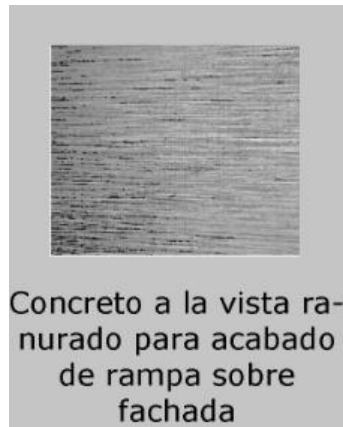 Concreto a la vista ra-
nurado para acabado
de rampa sobre
fachada